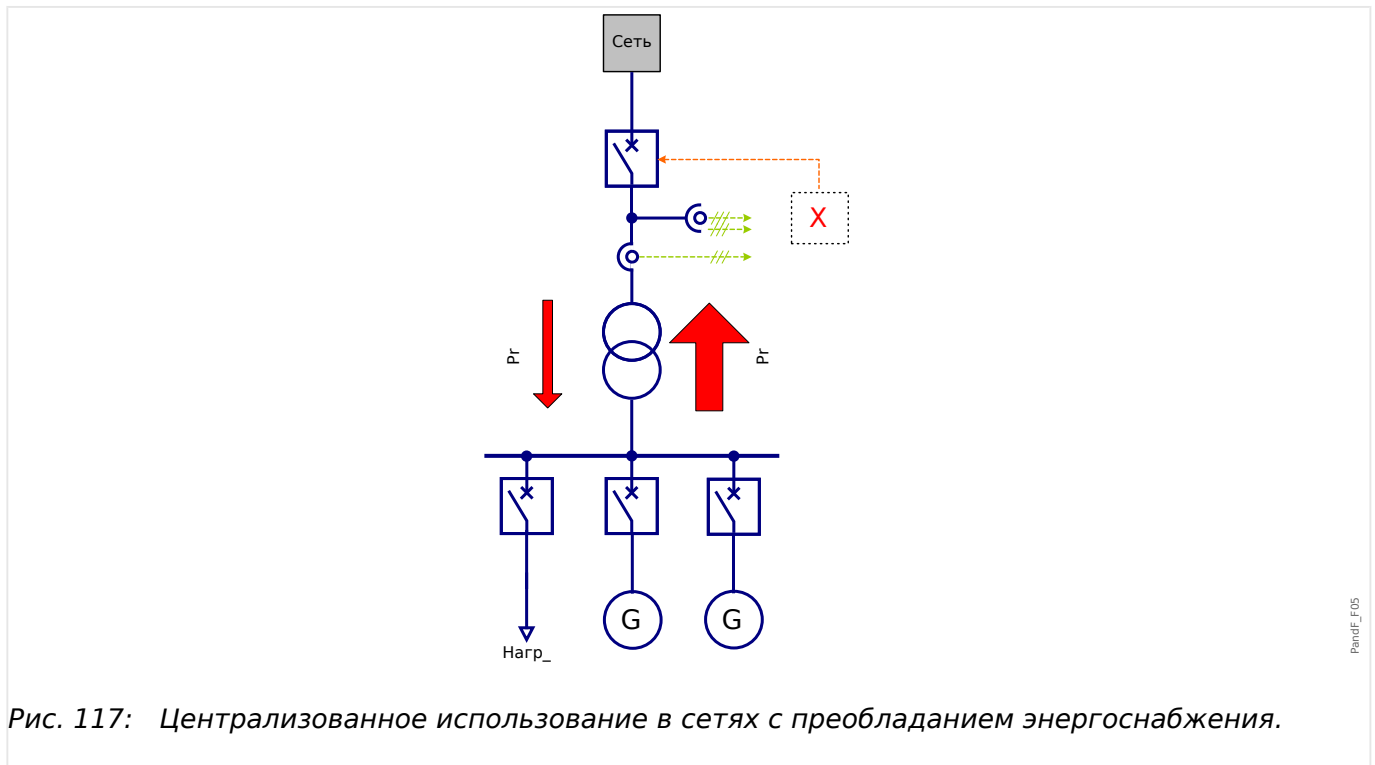 Сеть
X
Pr
Pr
G
G
Нагр_
PandF_F05
Рис. 117: Централизованное использование в сетях с преобладанием энергоснабжения.